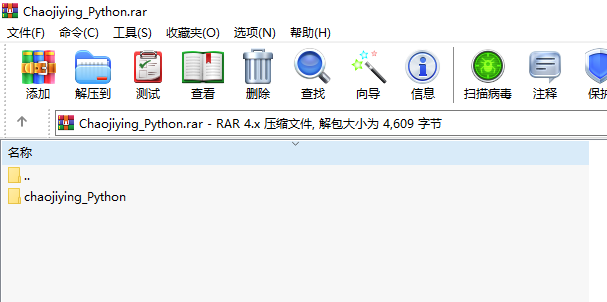 Chaojiying_Python.rar
文件(F) 命令(C) 工具(S) 收藏夹(O) 选项(N) 帮助(H)
添加 解压到 测试 查看 删除 查找 向导 信息 扫描病毒 注释 保护
Chaojiying_Python.rar - RAR 4.x 压缩文件, 解包大小为 4,609 字节
名称
..
chaojiying_Python